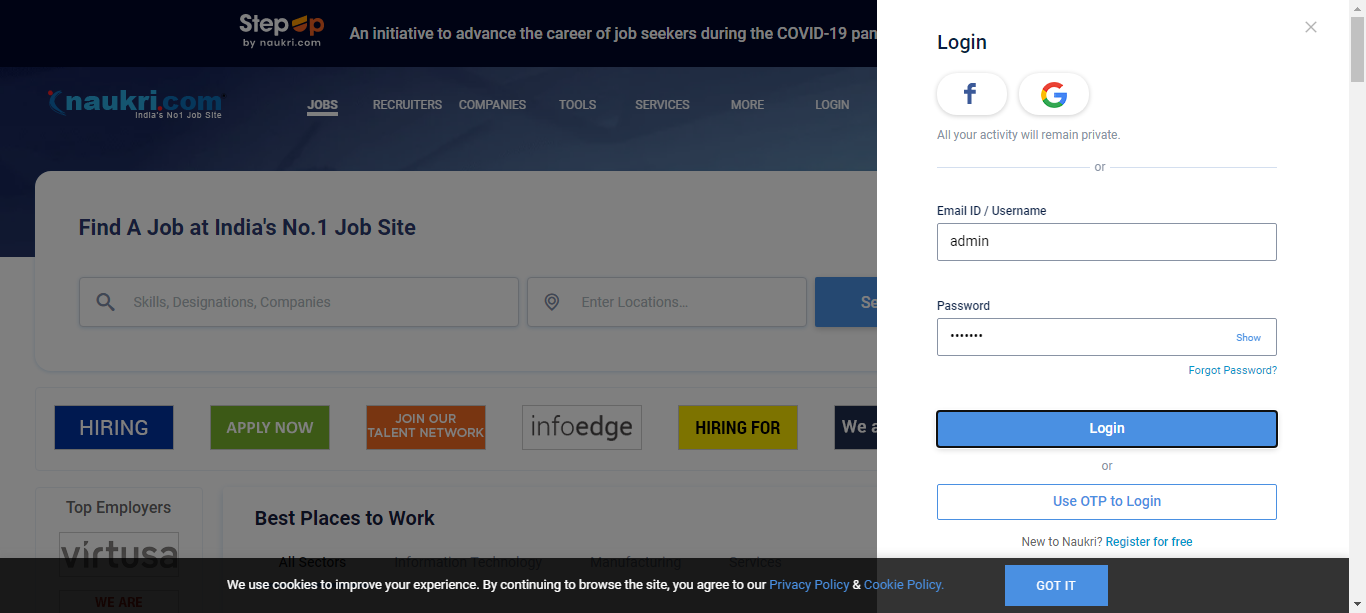 Step Up
by naukri.com
An initiative to advance the career of job seekers during the COVID-19 pan
naukri.com
India's No1 Job Site
JOBS RECRUITERS COMPANIES TOOLS SERVICES MORE LOGIN
Find A Job at India's No.1 Job Site
Skills, Designations, Companies
Enter Locations...
Se
HIRING
APPLY NOW
JOIN OUR
TALENT NETWORK
infoedge
HIRING FOR
We a
Top Employers
virtusa
WE ARE
Best Places to Work
All Sectors Information Technology Manufacturing Services
Login
f G
All your activity will remain private.
or
Email ID / Username
admin
Password
•••••••
Show
Forgot Password?
Login
or
Use OTP to Login
New to Naukri? Register for free
We use cookies to improve your experience. By continuing to browse the site, you agree to our Privacy Policy & Cookie Policy.
GOT IT